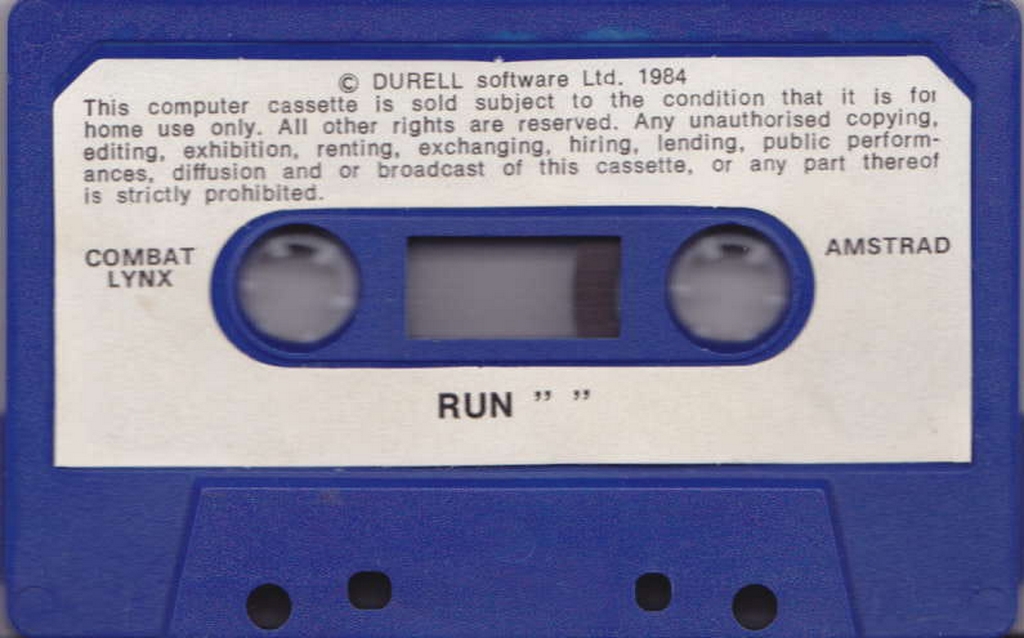 © DURELL software Ltd. 1984
This computer cassette is sold subject to the condition that it is for
home use only. All other rights are reserved. Any unauthorised copying,
editing, exhibition, renting, exchanging, hiring, lending, public perform-
ances, diffusion and or broadcast of this cassette, or any part thereof
is strictly prohibited.
COMBAT
LYNX
AMSTRAD
RUN ” ”